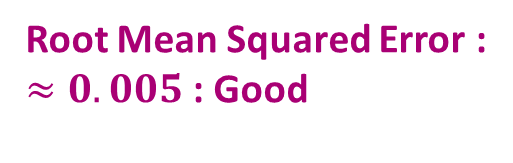 Root Mean Squared Error :
≈ 0.005 : Good